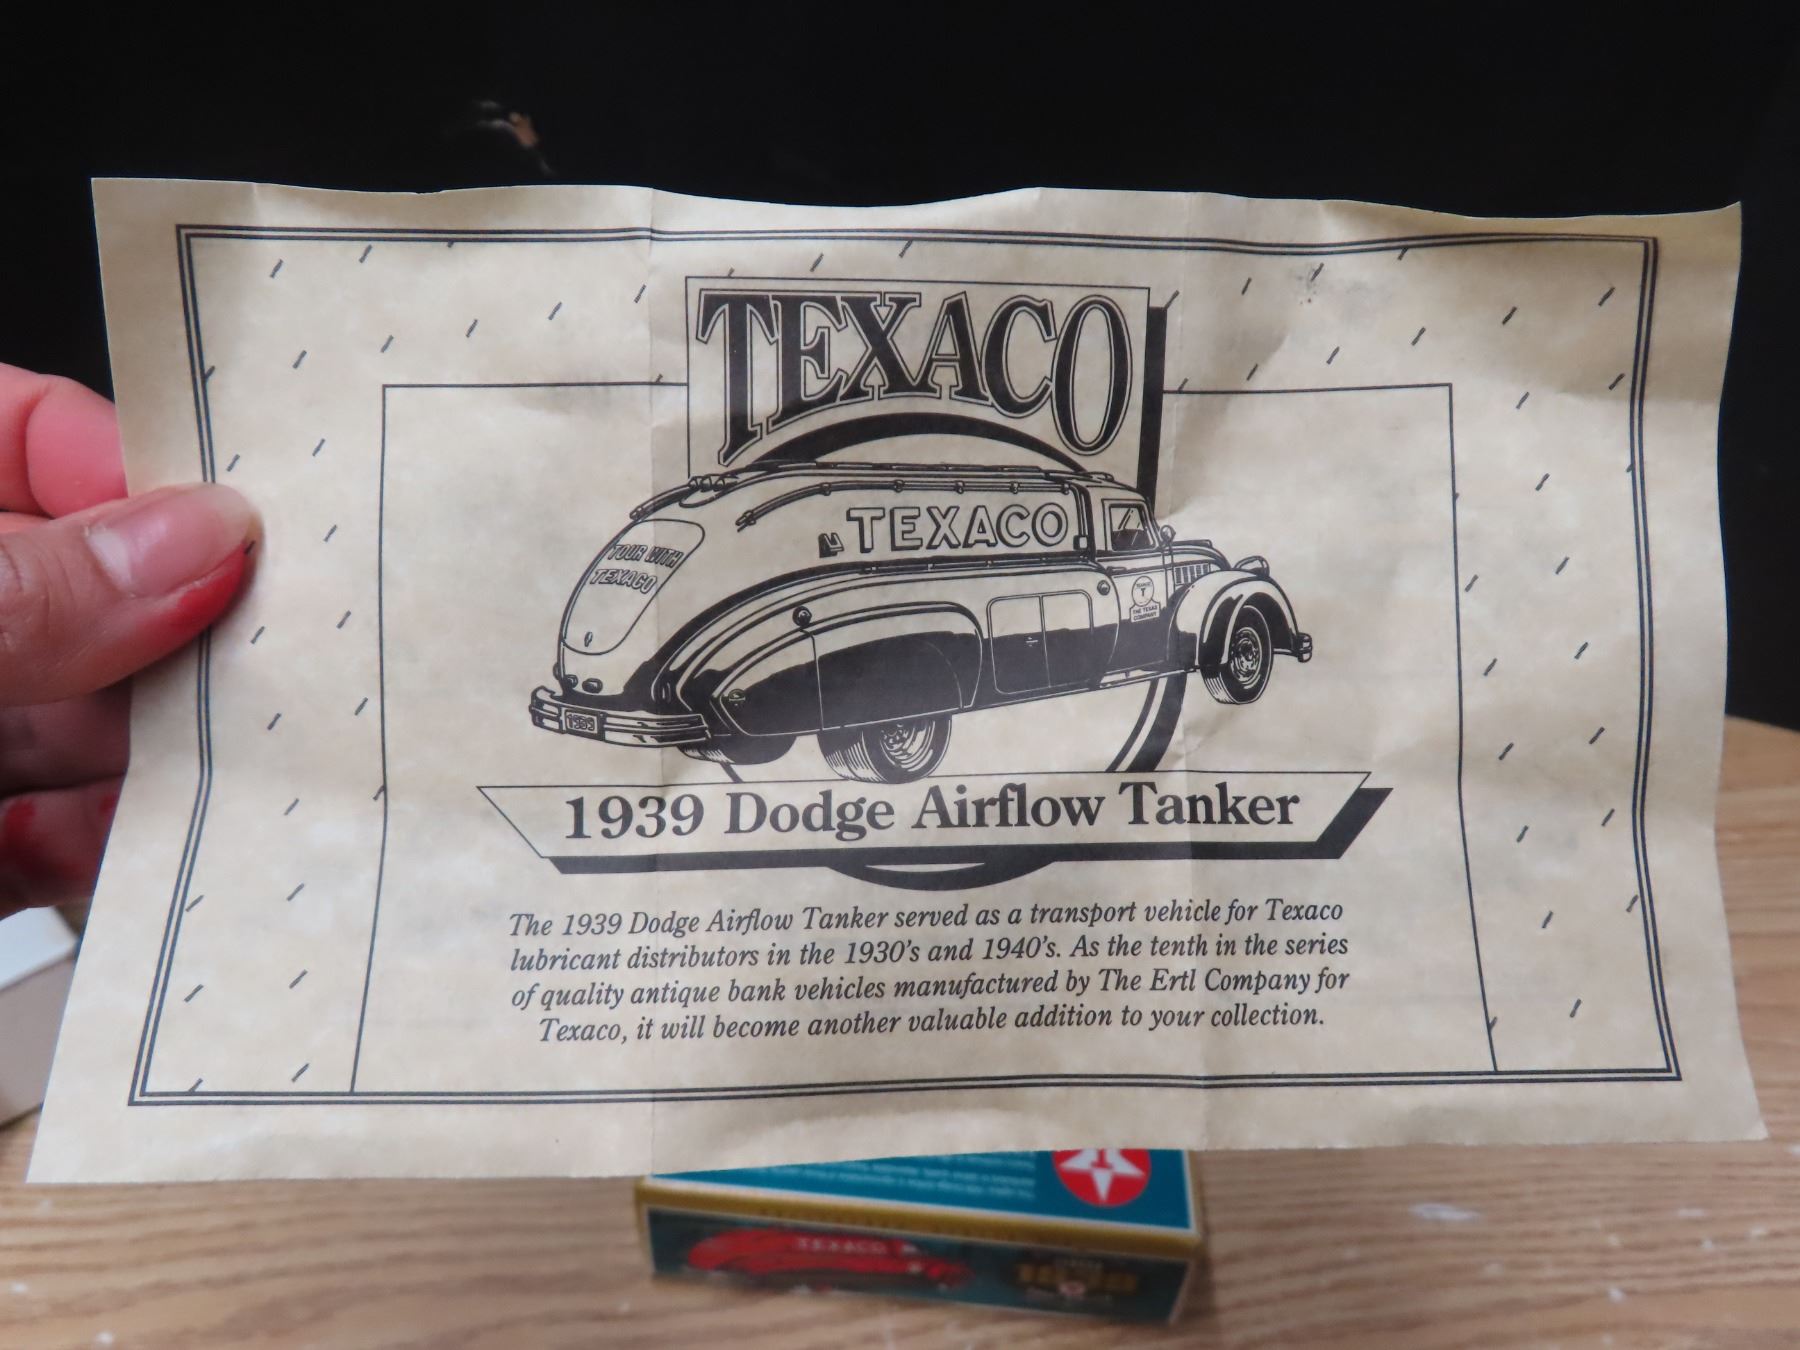 TEXACO
TEXACO
TOUR WITH
TEXACO
TEXACO
T
THE TEXAS
COMPANY
1939
1939 Dodge Airflow Tanker
The 1939 Dodge Airflow Tanker served as a transport vehicle for Texaco
lubricant distributors in the 1930's and 1940's. As the tenth in the series
of quality antique bank vehicles manufactured by The Ertl Company for
Texaco, it will become another valuable addition to your collection.
T
TEXACO